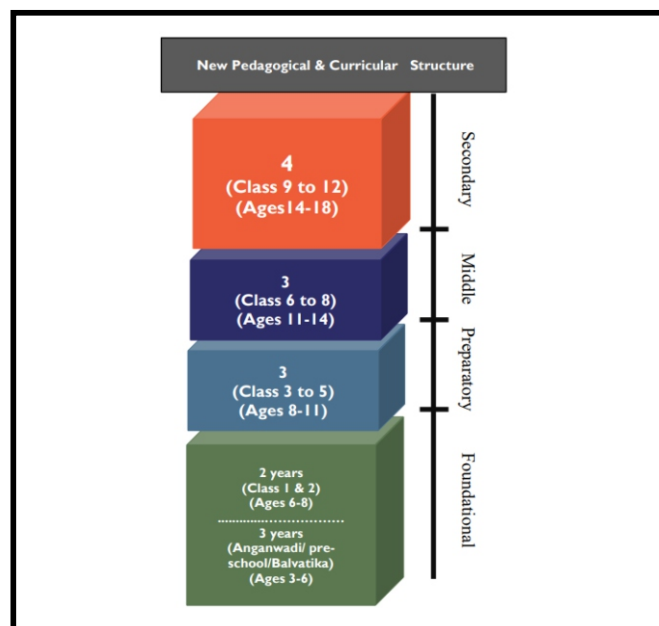 New Pedagogical & Curricular Structure
4
(Class 9 to 12)
(Ages14-18)
Secondary
3
(Class 6 to 8)
(Ages 11-14)
Middle
3
(Class 3 to 5)
(Ages 8-11)
Preparatory
2 years
(Class 1 & 2)
(Ages 6-8)
3 years
(Anganwadi/ pre-
school/Balvatika)
(Ages 3-6)
Foundational